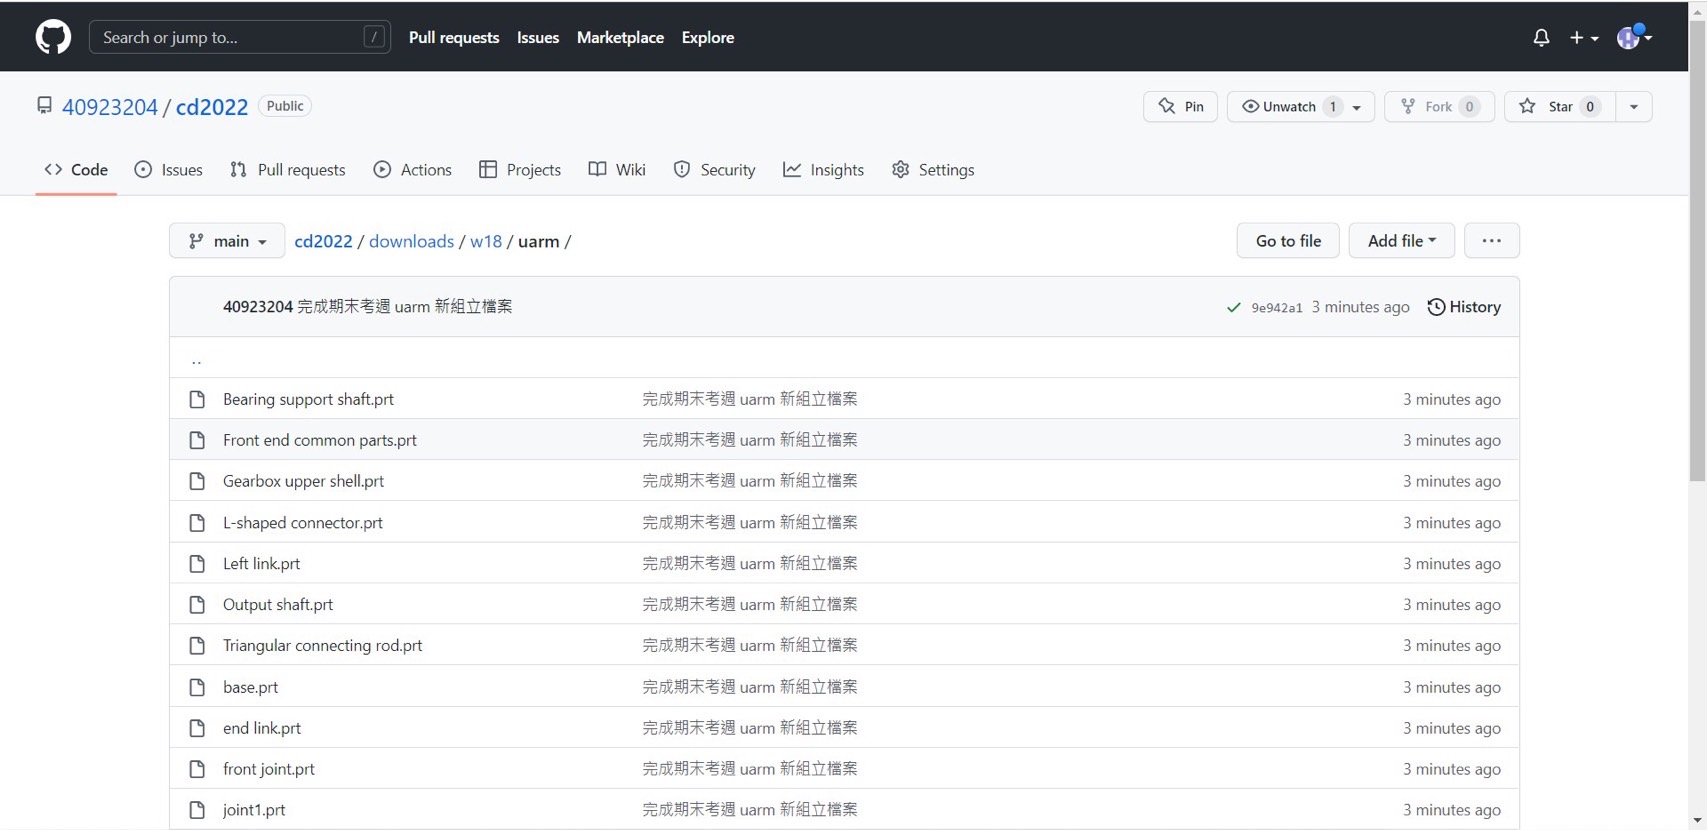 Search or jump to... /
Pull requests Issues Marketplace Explore
40923204 / cd2022 Public
Pin Unwatch 1 Fork 0 Star 0
Code Issues Pull requests Actions Projects Wiki Security Insights Settings
main cd2022 / downloads / w18 / uarm / Go to file Add file ...
40923204 完成期末考週 uarm 新組立檔案 9e942a1 3 minutes ago History
..
Bearing support shaft.prt 完成期末考週 uarm 新組立檔案 3 minutes ago
Front end common parts.prt 完成期末考週 uarm 新組立檔案 3 minutes ago
Gearbox upper shell.prt 完成期末考週 uarm 新組立檔案 3 minutes ago
L-shaped connector.prt 完成期末考週 uarm 新組立檔案 3 minutes ago
Left link.prt 完成期末考週 uarm 新組立檔案 3 minutes ago
Output shaft.prt 完成期末考週 uarm 新組立檔案 3 minutes ago
Triangular connecting rod.prt 完成期末考週 uarm 新組立檔案 3 minutes ago
base.prt 完成期末考週 uarm 新組立檔案 3 minutes ago
end link.prt 完成期末考週 uarm 新組立檔案 3 minutes ago
front joint.prt 完成期末考週 uarm 新組立檔案 3 minutes ago
joint1.prt 完成期末考週 uarm 新組立檔案 3 minutes ago